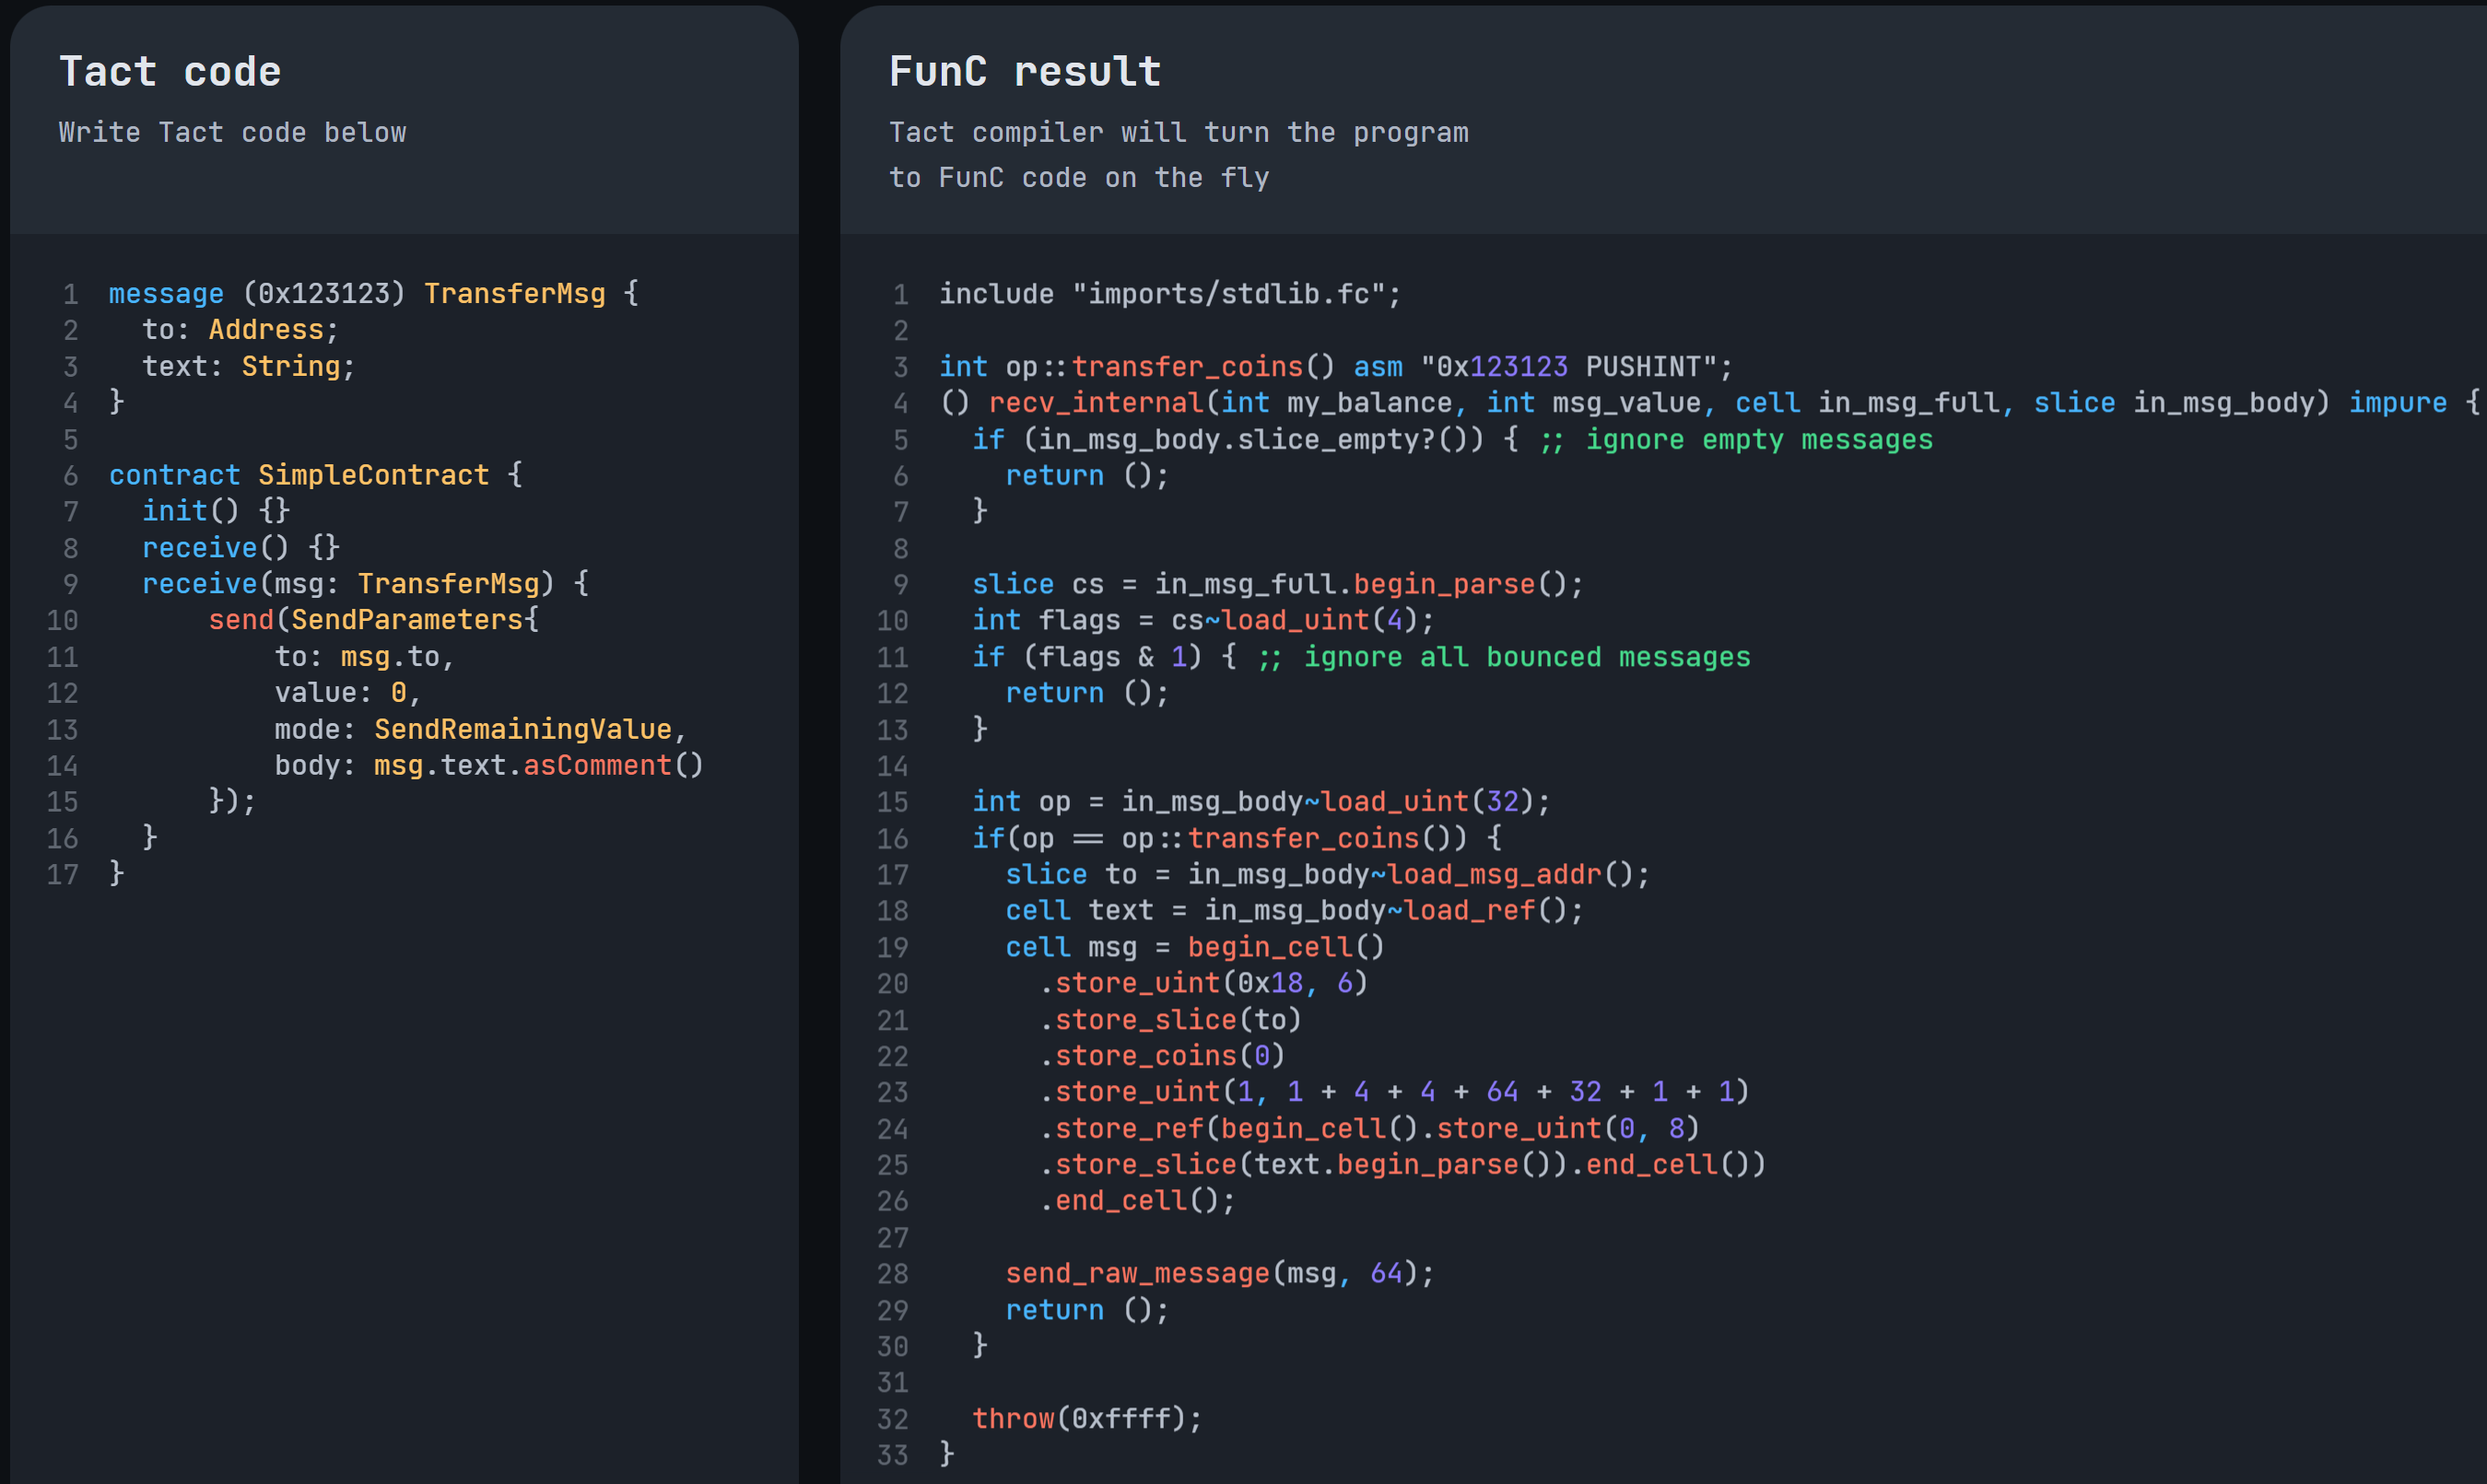 Tact code
Write Tact code below
1 message (0x123123) TransferMsg {
2   to: Address;
3   text: String;
4 }
5
6 contract SimpleContract {
7   init() {}
8   receive() {}
9   receive(msg: TransferMsg) {
10       send(SendParameters{
11           to: msg.to,
12           value: 0,
13           mode: SendRemainingValue,
14           body: msg.text.asComment()
15       });
16   }
17 }
FunC result
Tact compiler will turn the program
to FunC code on the fly
1 include "imports/stdlib.fc";
2
3 int op::transfer_coins() asm "0x123123 PUSHINT";
4 () recv_internal(int my_balance, int msg_value, cell in_msg_full, slice in_msg_body) impure {
5   if (in_msg_body.slice_empty?()) { ;; ignore empty messages
6     return ();
7   }
8
9   slice cs = in_msg_full.begin_parse();
10   int flags = cs~load_uint(4);
11   if (flags & 1) { ;; ignore all bounced messages
12     return ();
13   }
14
15   int op = in_msg_body~load_uint(32);
16   if(op == op::transfer_coins()) {
17     slice to = in_msg_body~load_msg_addr();
18     cell text = in_msg_body~load_ref();
19     cell msg = begin_cell()
20       .store_uint(0x18, 6)
21       .store_slice(to)
22       .store_coins(0)
23       .store_uint(1, 1 + 4 + 4 + 64 + 32 + 1 + 1)
24       .store_ref(begin_cell().store_uint(0, 8)
25       .store_slice(text.begin_parse()).end_cell())
26       .end_cell();
27
28     send_raw_message(msg, 64);
29     return ();
30   }
31
32   throw(0xffff);
33 }